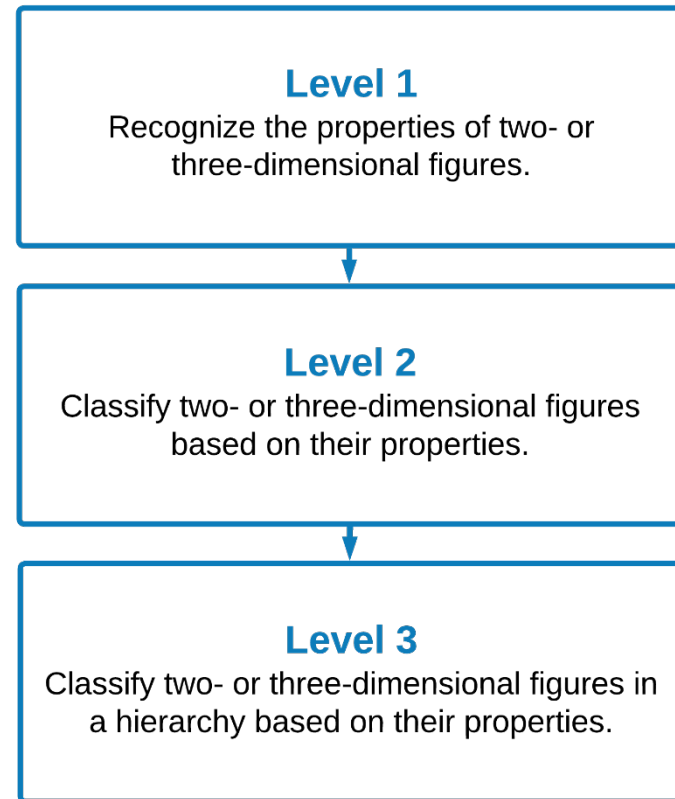 Level 1
Recognize the properties of two- or
three-dimensional figures.
Level 2
Classify two- or three-dimensional figures
based on their properties.
Level 3
Classify two- or three-dimensional figures in
a hierarchy based on their properties.